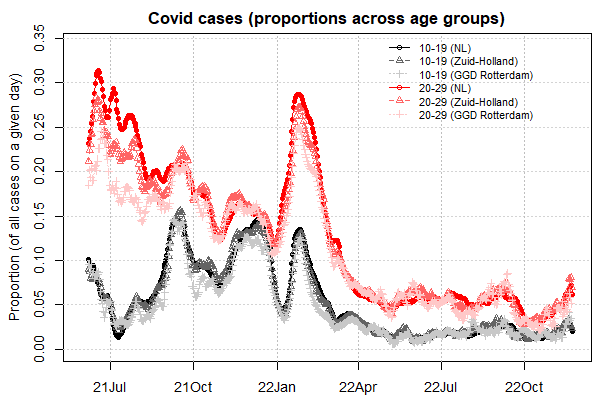 Covid cases (proportions across age groups)
Proportion (of all cases on a given day)
0.35
0.30
0.25
0.20
0.15
0.10
0.05
0.00
10-19 (NL)
10-19 (Zuid-Holland)
10-19 (GGD Rotterdam)
20-29 (NL)
20-29 (Zuid-Holland)
20-29 (GGD Rotterdam)
21Jul 21Oct 22Jan 22Apr 22Jul 22Oct